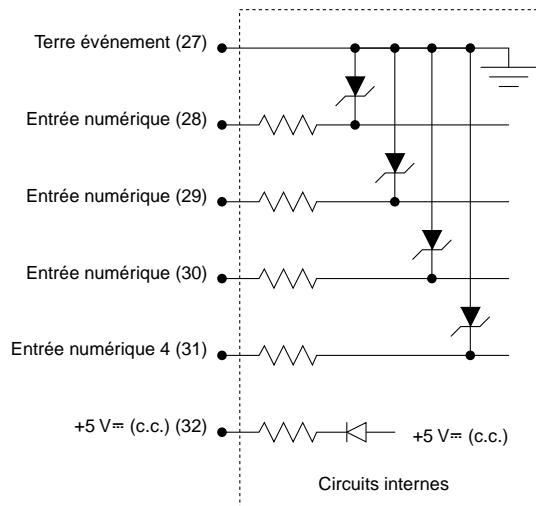 Terre événement (27)
Entrée numérique (28)
Entrée numérique (29)
Entrée numérique (30)
Entrée numérique 4 (31)
+5 V⎓ (c.c.) (32)
+5 V⎓ (c.c.)
Circuits internes